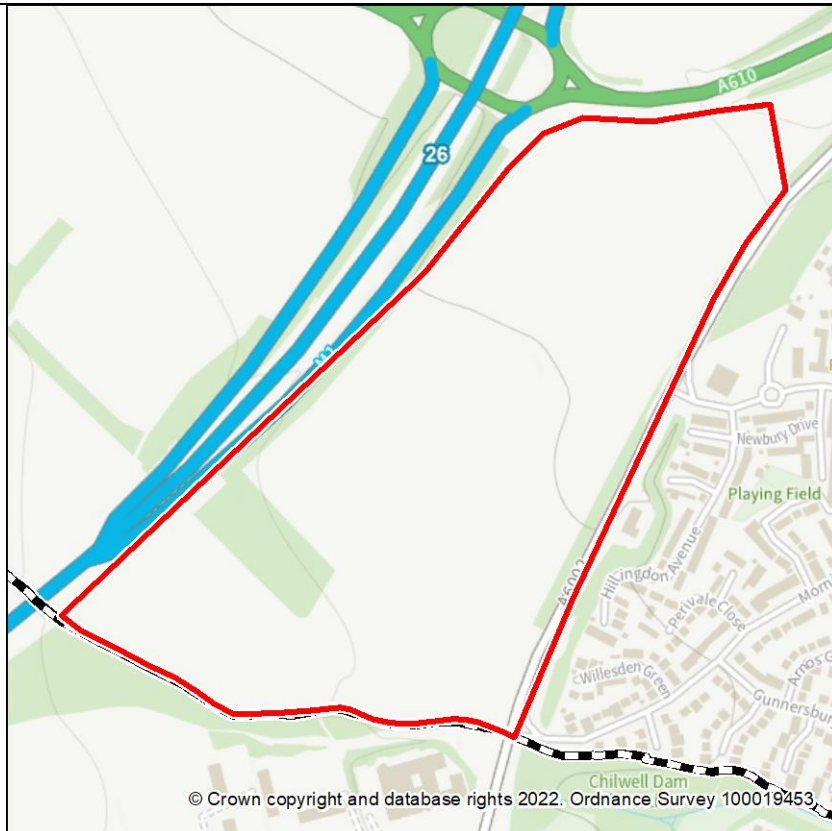 A610
26
M1
Newbury Drive
Playing Field
Hillingdon Avenue
A6002
Perivale Close
Willesden Green
Chilwell Dam
© Crown copyright and database rights 2022. Ordnance Survey 100019453